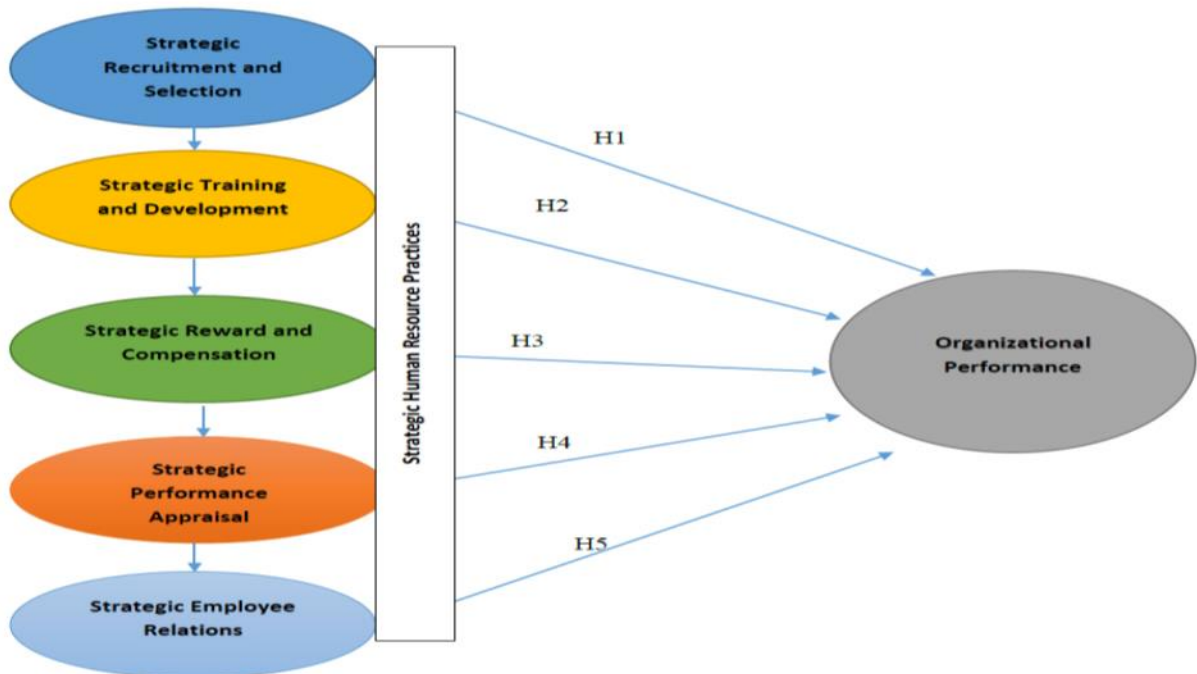 Strategic
Recruitment and
Selection
Strategic Training
and Development
Strategic Reward and
Compensation
Strategic
Performance
Appraisal
Strategic Employee
Relations
Strategic Human Resource Practices
H1
H2
H3
H4
H5
Organizational
Performance